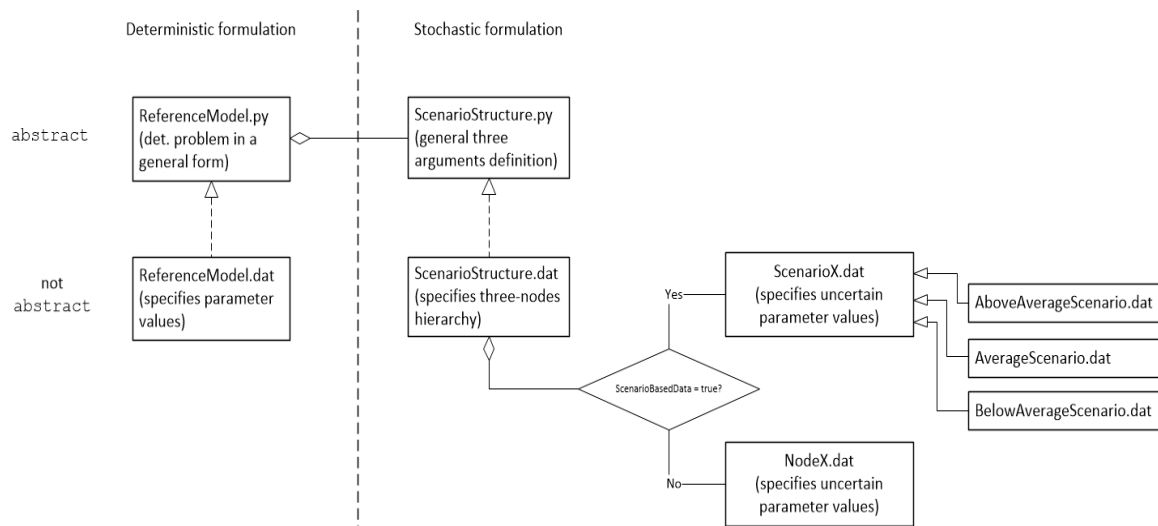 Deterministic formulation
Stochastic formulation
abstract
ReferenceModel.py
(det. problem in a
general form)
ScenarioStructure.py
(general three
arguments definition)
not
abstract
ReferenceModel.dat
(specifies parameter
values)
ScenarioStructure.dat
(specifies three-nodes
hierarchy)
Yes
ScenarioX.dat
(specifies uncertain
parameter values)
AboveAverageScenario.dat
AverageScenario.dat
BelowAverageScenario.dat
ScenarioBasedData = true?
No
NodeX.dat
(specifies uncertain
parameter values)